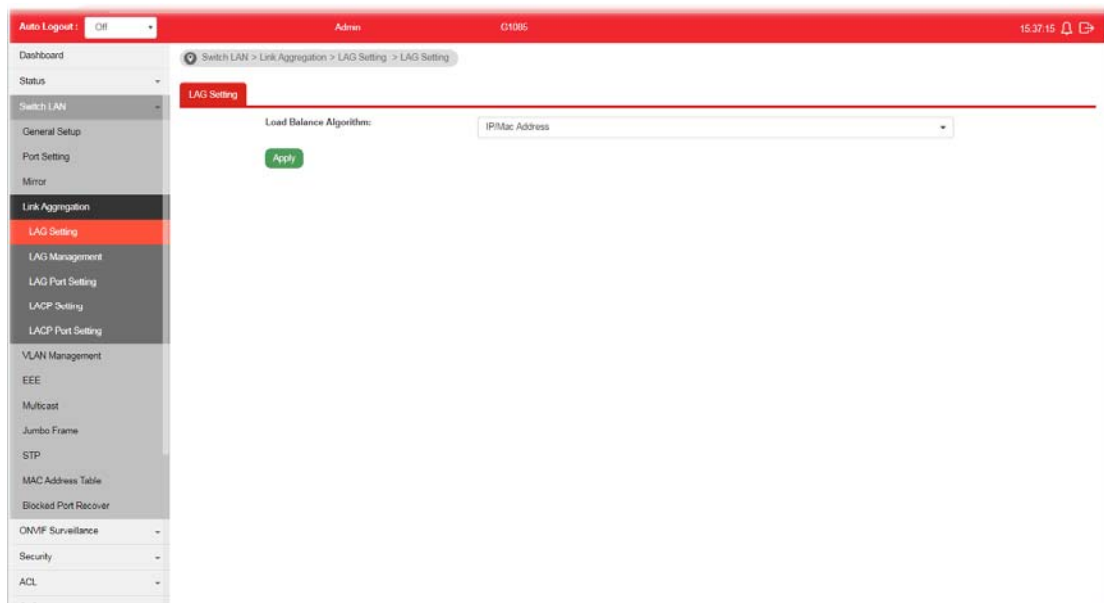 Auto Logout : Off Admin G1085 15:37:15
Dashboard
Switch LAN > Link Aggregation > LAG Setting > LAG Setting
Status
LAG Setting
Switch LAN
Load Balance Algorithm: IP/Mac Address
General Setup
Port Setting
Apply
Mirror
Link Aggregation
LAG Setting
LAG Management
LAG Port Setting
LACP Setting
LACP Port Setting
VLAN Management
EEE
Multicast
Jumbo Frame
STP
MAC Address Table
Blocked Port Recover
ONVIF Surveillance
Security
ACL